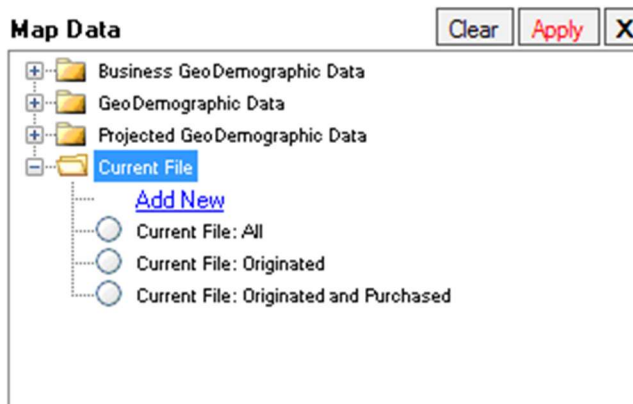 Map Data Clear Apply X
Business GeoDemographic Data
GeoDemographic Data
Projected GeoDemographic Data
Current File
Add New
Current File: All
Current File: Originated
Current File: Originated and Purchased